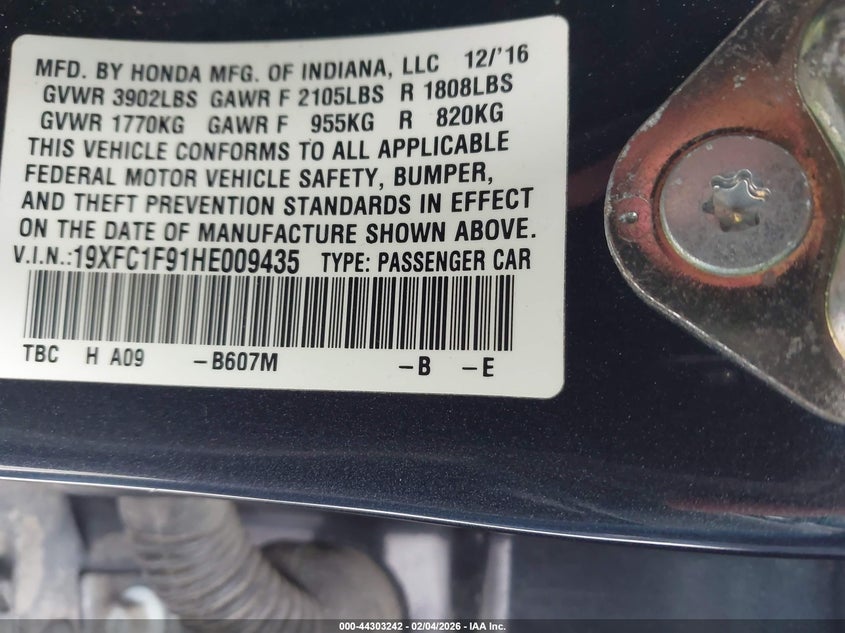 MFD. BY HONDA MFG. OF INDIANA, LLC 12/'16
GVWR 3902LBS GAWR F 2105LBS R 1808LBS
GVWR 1770KG GAWR F 955KG R 820KG
THIS VEHICLE CONFORMS TO ALL APPLICABLE
FEDERAL MOTOR VEHICLE SAFETY, BUMPER,
AND THEFT PREVENTION STANDARDS IN EFFECT
ON THE DATE OF MANUFACTURE SHOWN ABOVE.
V.I.N.:19XFC1F91HE009435 TYPE: PASSENGER CAR
TBC H A09 -B607M -B -E
000-44303242 - 02/04/2026 - IAA Inc.